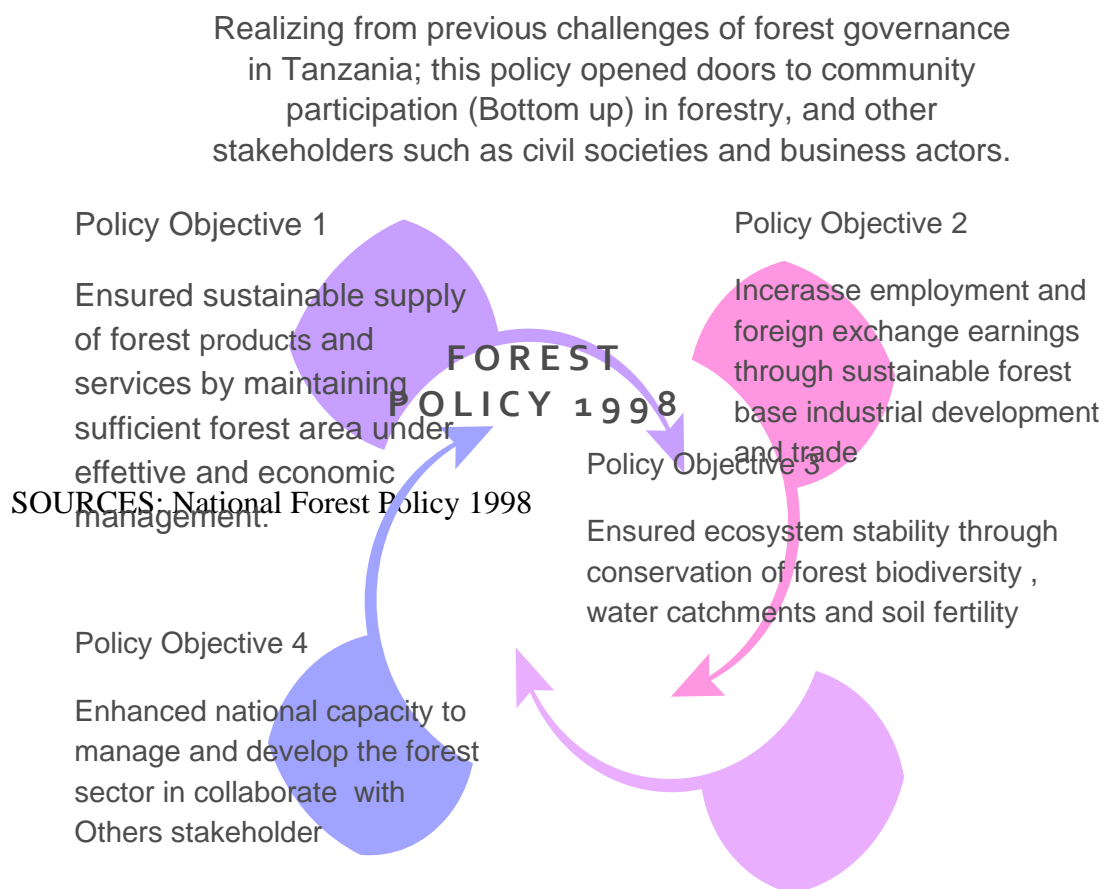 Realizing from previous challenges of forest governance
in Tanzania; this policy opened doors to community
participation (Bottom up) in forestry, and other
stakeholders such as civil societies and business actors.
Policy Objective 1
Ensured sustainable supply
of forest products and
services by maintaining
sufficient forest area under
effettive and economic
management.
Policy Objective 2
Incerasse employment and
foreign exchange earnings
through sustainable forest
base industrial development
and trade
FOREST
POLICY 1998
Policy Objective 3
Ensured ecosystem stability through
conservation of forest biodiversity ,
water catchments and soil fertility
SOURCES: National Forest Policy 1998
Policy Objective 4
Enhanced national capacity to
manage and develop the forest
sector in collaborate  with
Others stakeholder